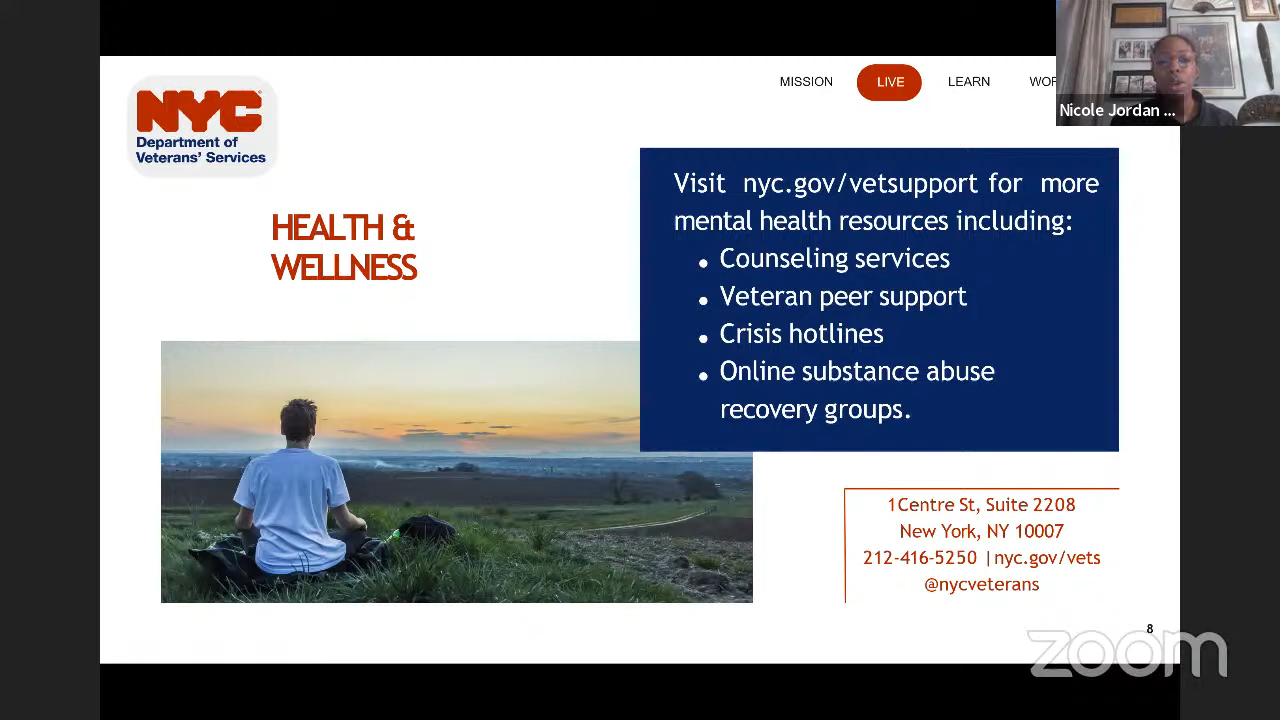 MISSION
LIVE
LEARN
Nicole Jordan ...
NYC
Department of
Veterans' Services
HEALTH &
WELLNESS
Visit nyc.gov/vetsupport for more
mental health resources including:
• Counseling services
• Veteran peer support
• Crisis hotlines
• Online substance abuse
recovery groups.
1Centre St, Suite 2208
New York, NY 10007
212-416-5250 |nyc.gov/vets
@nycveterans
8
zoom